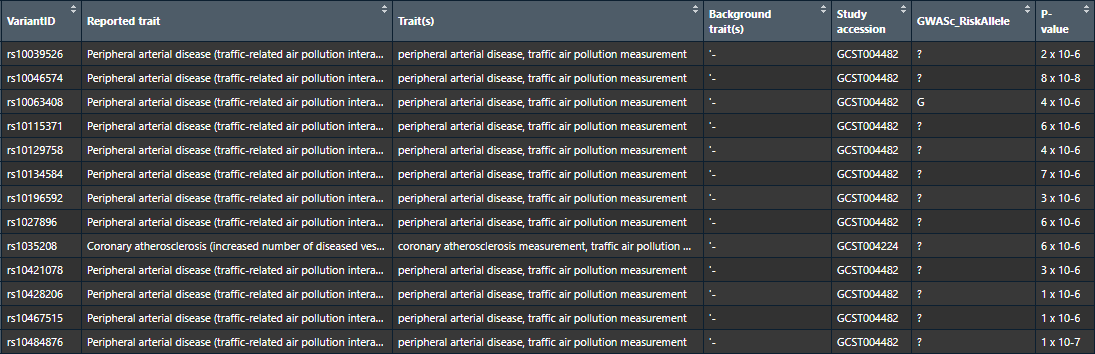 VariantID Reported trait Trait(s) Background trait(s) Study accession GWASc_RiskAllele P-value
rs10039526 Peripheral arterial disease (traffic-related air pollution intera... peripheral arterial disease, traffic air pollution measurement '- GCST004482 ? 2 x 10-6
rs10046574 Peripheral arterial disease (traffic-related air pollution intera... peripheral arterial disease, traffic air pollution measurement '- GCST004482 ? 8 x 10-8
rs10063408 Peripheral arterial disease (traffic-related air pollution intera... peripheral arterial disease, traffic air pollution measurement '- GCST004482 G 4 x 10-6
rs10115371 Peripheral arterial disease (traffic-related air pollution intera... peripheral arterial disease, traffic air pollution measurement '- GCST004482 ? 6 x 10-6
rs10129758 Peripheral arterial disease (traffic-related air pollution intera... peripheral arterial disease, traffic air pollution measurement '- GCST004482 ? 4 x 10-6
rs10134584 Peripheral arterial disease (traffic-related air pollution intera... peripheral arterial disease, traffic air pollution measurement '- GCST004482 ? 7 x 10-6
rs10196592 Peripheral arterial disease (traffic-related air pollution intera... peripheral arterial disease, traffic air pollution measurement '- GCST004482 ? 3 x 10-6
rs1027896 Peripheral arterial disease (traffic-related air pollution intera... peripheral arterial disease, traffic air pollution measurement '- GCST004482 ? 6 x 10-6
rs1035208 Coronary atherosclerosis (increased number of diseased ves... coronary atherosclerosis measurement, traffic air pollution ... '- GCST004224 ? 6 x 10-6
rs10421078 Peripheral arterial disease (traffic-related air pollution intera... peripheral arterial disease, traffic air pollution measurement '- GCST004482 ? 3 x 10-6
rs10428206 Peripheral arterial disease (traffic-related air pollution intera... peripheral arterial disease, traffic air pollution measurement '- GCST004482 ? 1 x 10-6
rs10467515 Peripheral arterial disease (traffic-related air pollution intera... peripheral arterial disease, traffic air pollution measurement '- GCST004482 ? 1 x 10-6
rs10484876 Peripheral arterial disease (traffic-related air pollution intera... peripheral arterial disease, traffic air pollution measurement '- GCST004482 ? 1 x 10-7